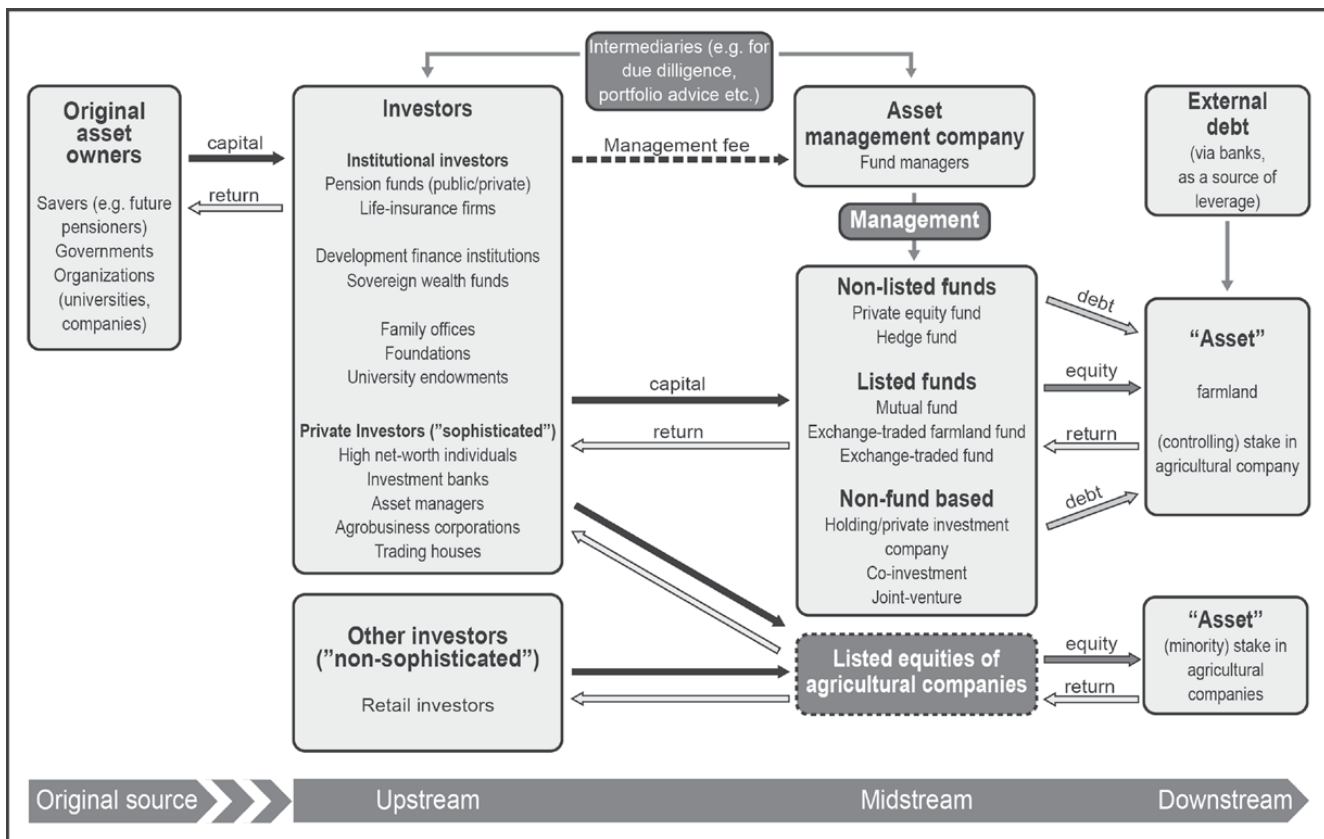 Intermediaries (e.g. for
due dilligence,
portfolio advice etc.)
Original
asset
owners
Savers (e.g. future
pensioners)
Governments
Organizations
(universities,
companies)
capital
return
Investors
Institutional investors
Pension funds (public/private)
Life-insurance firms
Development finance institutions
Sovereign wealth funds
Family offices
Foundations
University endowments
Private Investors ("sophisticated")
High net-worth individuals
Investment banks
Asset managers
Agrobusiness corporations
Trading houses
Other investors
("non-sophisticated")
Retail investors
Management fee
capital
return
Asset
management company
Fund managers
Management
Non-listed funds
Private equity fund
Hedge fund
Listed funds
Mutual fund
Exchange-traded farmland fund
Exchange-traded fund
Non-fund based
Holding/private investment
company
Co-investment
Joint-venture
Listed equities of
agricultural companies
debt
equity
return
debt
equity
return
External
debt
(via banks,
as a source of
leverage)
“Asset”
farmland
(controlling) stake in
agricultural company
“Asset”
(minority) stake in
agricultural
companies
Original source
Upstream
Midstream
Downstream